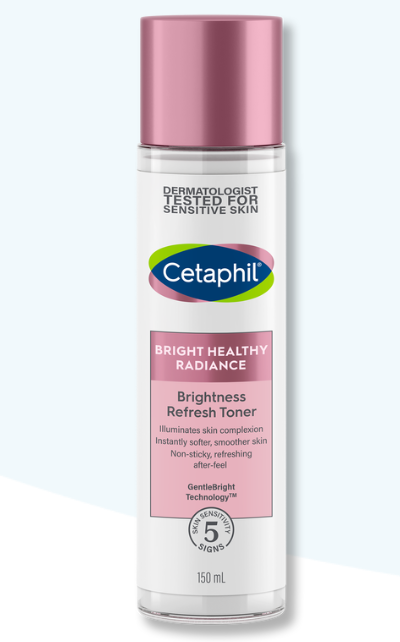 DERMATOLOGIST
TESTED FOR
SENSITIVE SKIN
Cetaphil®
BRIGHT HEALTHY
RADIANCE
Brightness
Refresh Toner
Illuminates skin complexion
Instantly softer, smoother skin
Non-sticky, refreshing
after-feel
GentleBright
Technology™
SKIN SENSITIVITY
5
SIGNS
150 mL